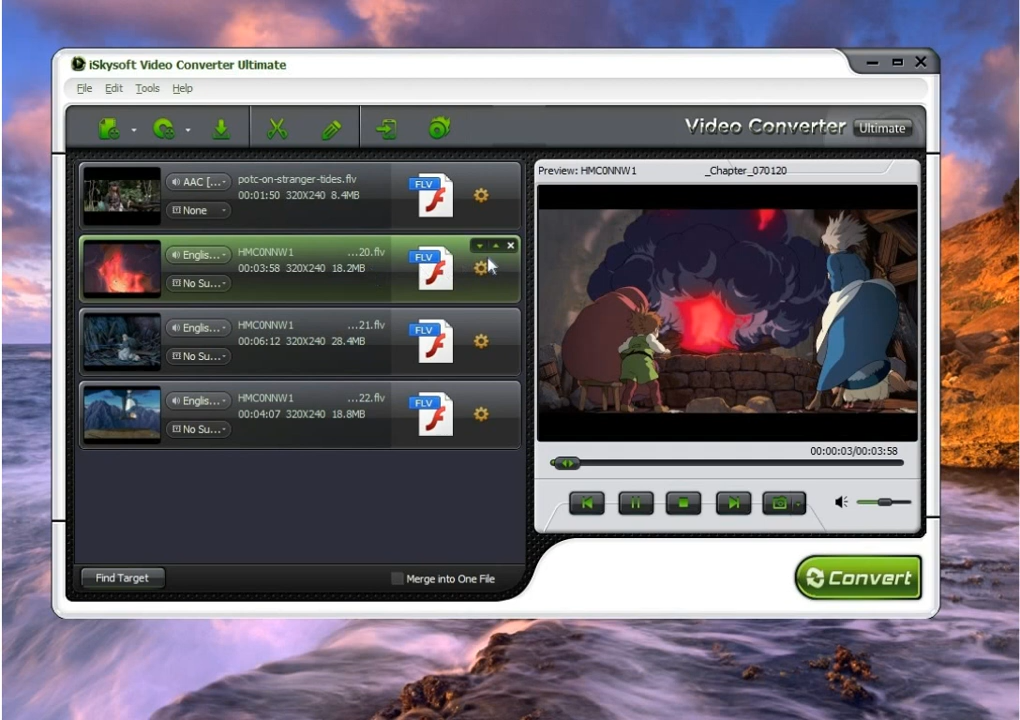 iSkysoft Video Converter Ultimate
File Edit Tools Help
Video Converter Ultimate
AAC [...
potc-on-stranger-tides.flv
00:01:50 320X240 8.4MB
None
FLV
Englis...
HMC0NNW1 ...20.flv
00:03:58 320X240 18.2MB
No Su...
FLV
Englis...
HMC0NNW1 ...21.flv
00:06:12 320X240 28.4MB
No Su...
FLV
Englis...
HMC0NNW1 ...22.flv
00:04:07 320X240 18.8MB
No Su...
FLV
Preview: HMC0NNW1 _Chapter_070120
00:00:03/00:03:58
Find Target
Merge into One File
Convert